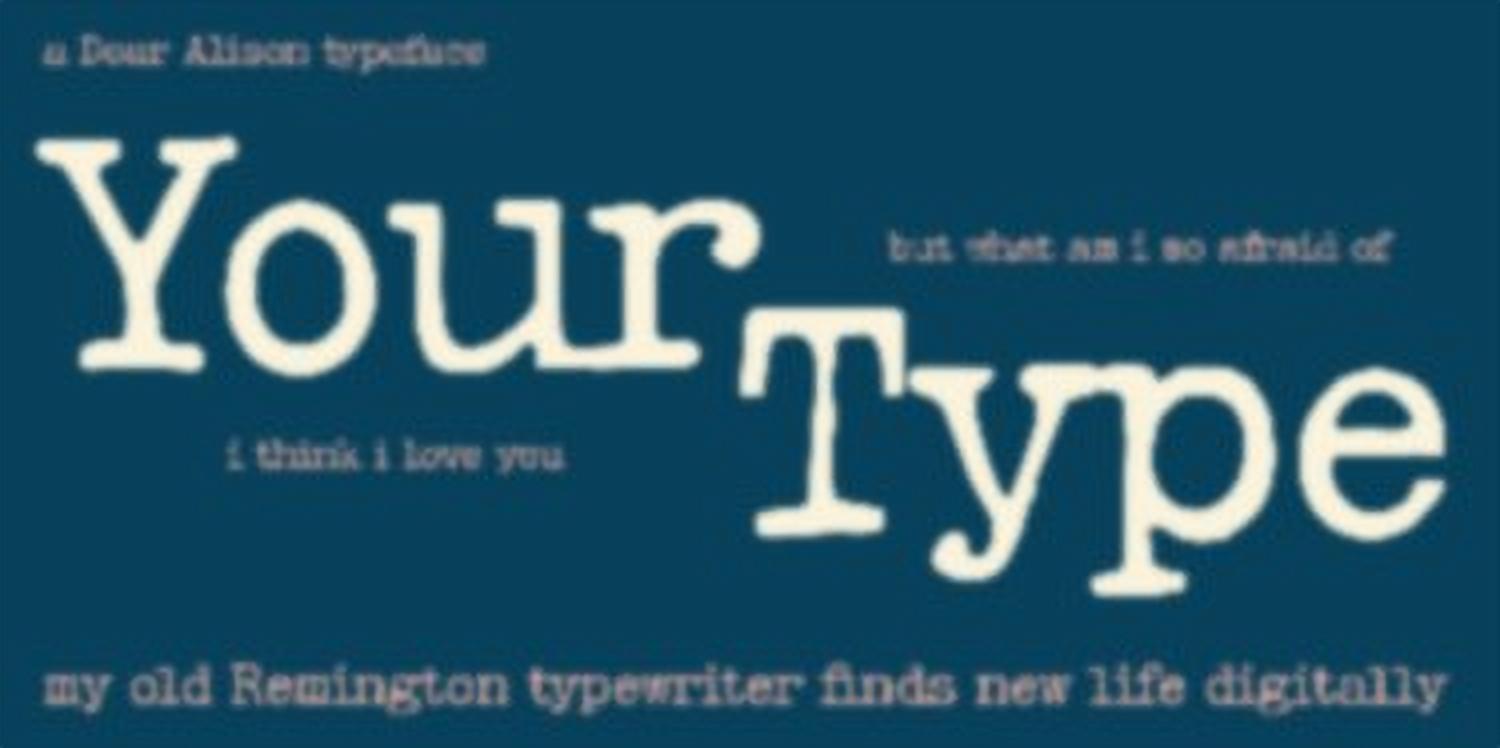 a Dear Alison typeface
Your
but what am i so afraid of
Type
i think i love you
my old Remington typewriter finds new life digitally